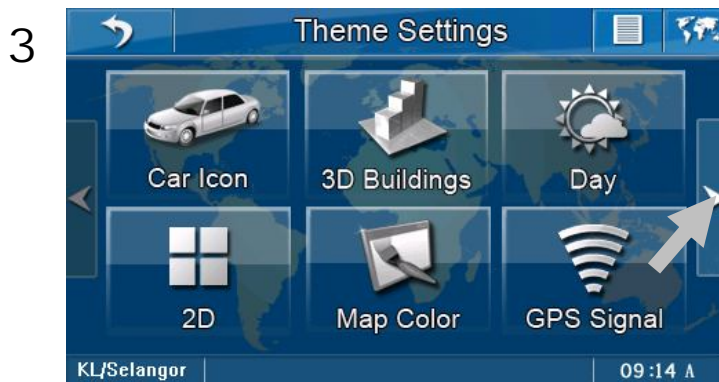 3
Theme Settings
Car Icon
3D Buildings
Day
2D
Map Color
GPS Signal
KL/Selangor
09:14 A